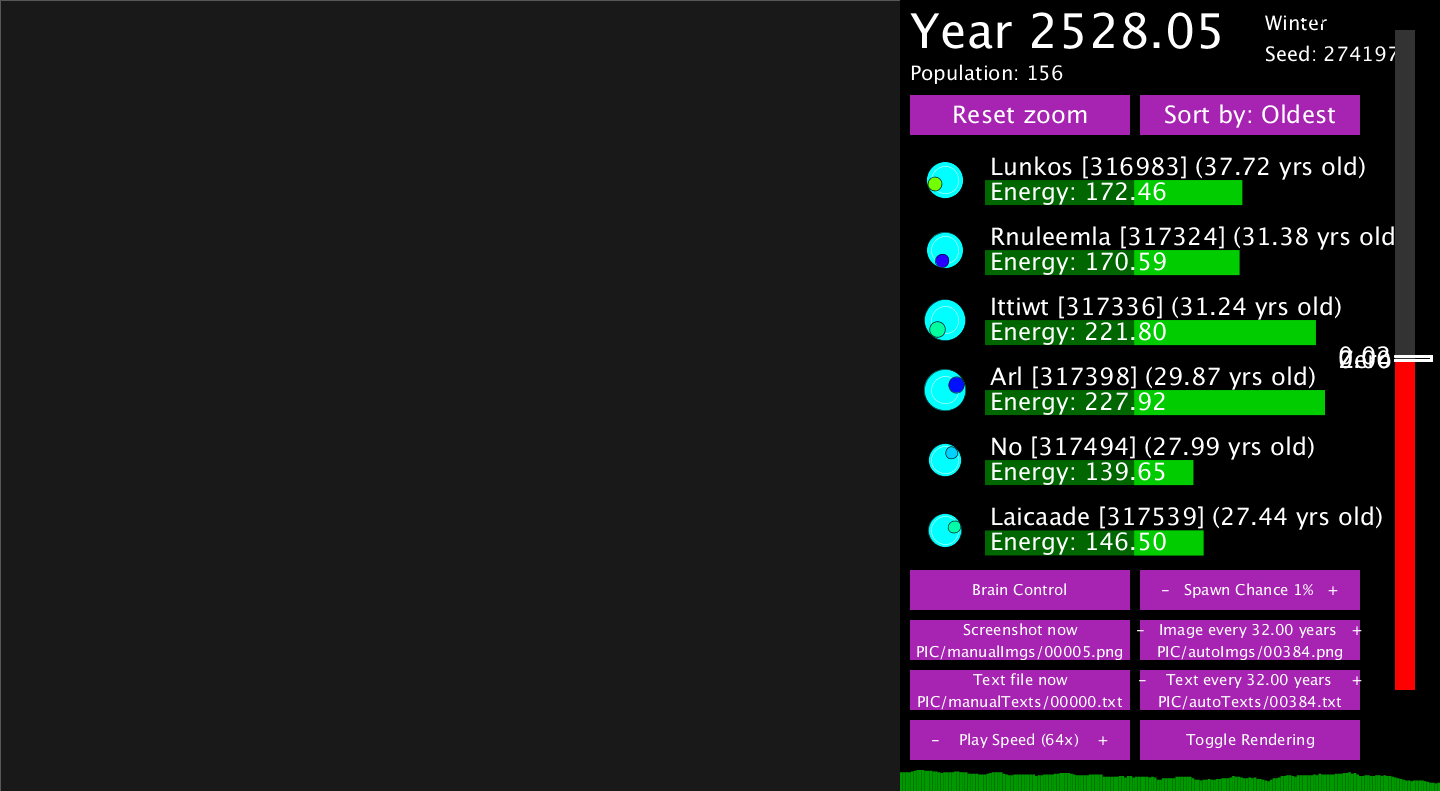 Year 2528.05
Winter
Seed: 274197
Population: 156
Reset zoom
Sort by: Oldest
Lunkos [316983] (37.72 yrs old)
Energy: 172.46
Rnuleemla [317324] (31.38 yrs old
Energy: 170.59
Ittiwt [317336] (31.24 yrs old)
Energy: 221.80
Arl [317398] (29.87 yrs old)
Energy: 227.92
No [317494] (27.99 yrs old)
Energy: 139.65
Laicaade [317539] (27.44 yrs old)
Energy: 146.50
Brain Control
- Spawn Chance 1% +
Screenshot now
PIC/manualImgs/00005.png
- Image every 32.00 years +
PIC/autoImgs/00384.png
Text file now
PIC/manualTexts/00000.txt
- Text every 32.00 years +
PIC/autoTexts/00384.txt
- Play Speed (64x) +
Toggle Rendering